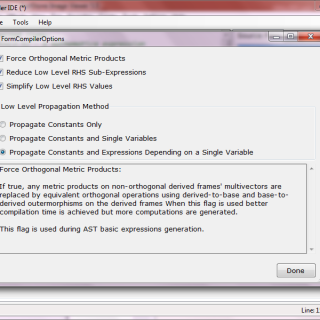 ler IDE (*)
e Tools Help
FormCompilerOptions
Force Orthogonal Metric Products
Reduce Low Level RHS Sub-Expressions
Simplify Low Level RHS Values
Low Level Propagation Method
Propagate Constants Only
Propagate Constants and Single Variables
Propagate Constants and Expressions Depending on a Single Variable
Force Orthogonal Metric Products:
If true, any metric products on non-orthogonal derived frames' multivectors are
replaced by equivalent orthogonal operations using derived-to-base and base-to-
derived outermorphisms on the derived frames When this flag is used better
compilation time is achieved but more computations are generated.
This flag is used during AST basic expressions generation.
Done
Line: 1